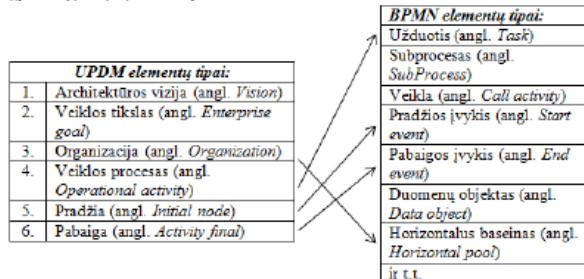 UPDM elementų tipai:
1. Architektūros vizija (angl. Vision)
2. Veiklos tikslas (angl. Enterprise
goal)
3. Organizacija (angl. Organization)
4. Veiklos procesas (angl.
Operational activity)
5. Pradžia (angl. Initial node)
6. Pabaiga (angl. Activity final)
BPMN elementų tipai:
Užduotis (angl. Task)
Subprocesas (angl.
SubProcess)
Veikla (angl. Call activity)
Pradžios įvykis (angl. Start
event)
Pabaigos įvykis (angl. End
event)
Duomenų objektas (angl.
Data object)
Horizontalus baseinas (angl.
Horizontal pool)
ir t.t.